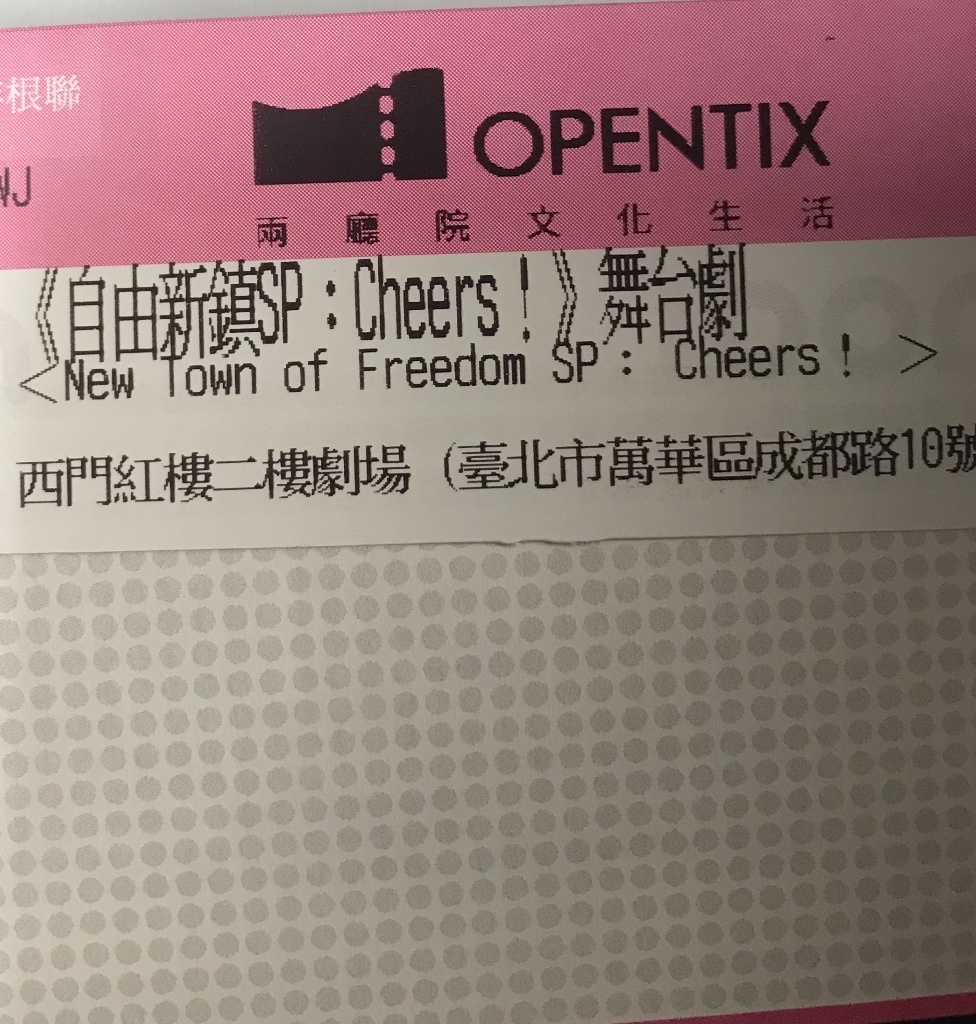 根聯
OPENTIX
WJ
兩廳院文化生活
《自由新鎮SP：Cheers！》舞台劇
<New Town of Freedom SP： Cheers！ >
西門紅樓二樓劇場 (臺北市萬華區成都路10號